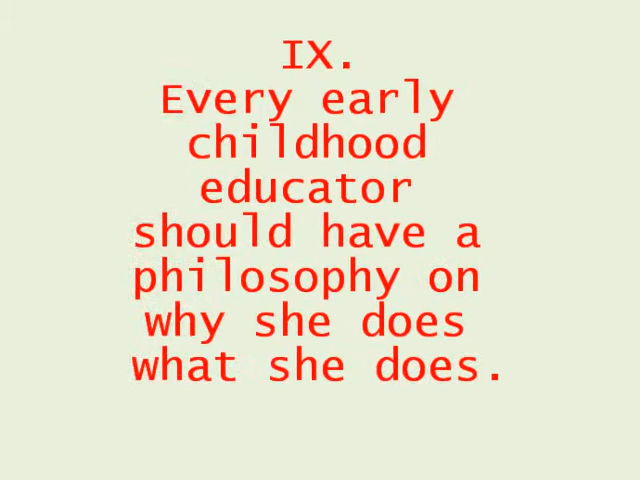 IX.
Every early
childhood
educator
should have a
philosophy on
why she does
what she does.